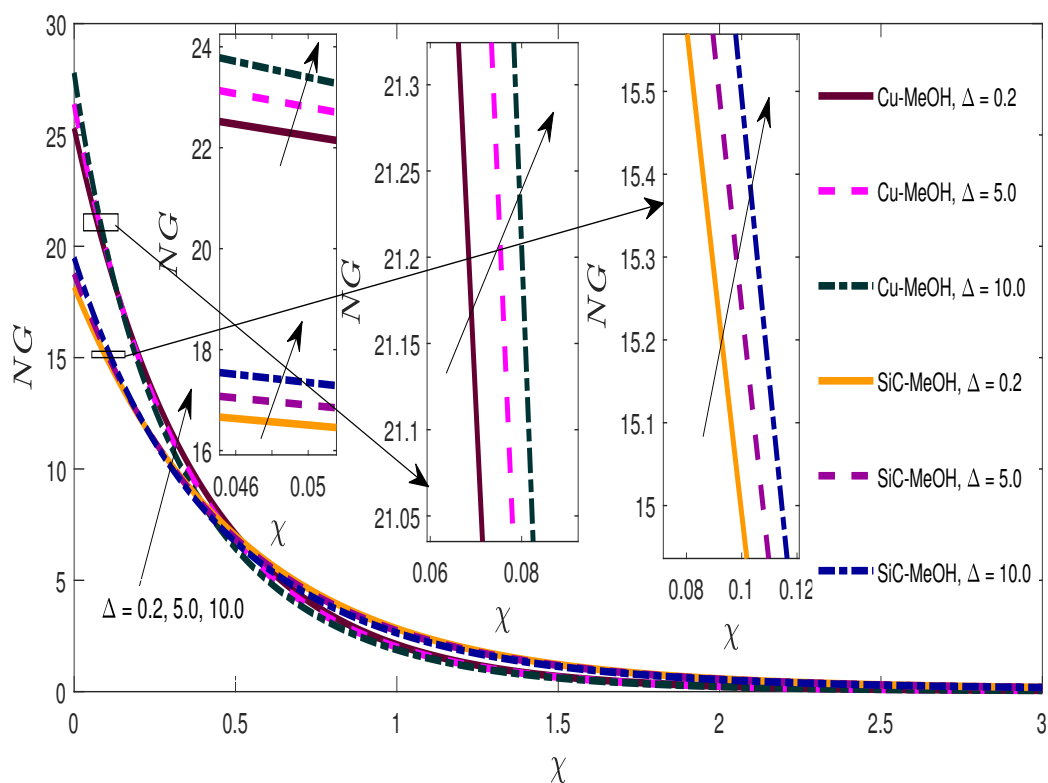 NG
30
25
20
15
10
5
0
0
0.5
1
1.5
2
2.5
3
χ
Δ = 0.2, 5.0, 10.0
NG
24
22
20
18
16
0.046
0.05
χ
NG
21.3
21.25
21.2
21.15
21.1
21.05
0.06
0.08
χ
NG
15.5
15.4
15.3
15.2
15.1
15
0.08
0.1
0.12
χ
Cu-MeOH, Δ = 0.2
Cu-MeOH, Δ = 5.0
Cu-MeOH, Δ = 10.0
SiC-MeOH, Δ = 0.2
SiC-MeOH, Δ = 5.0
SiC-MeOH, Δ = 10.0